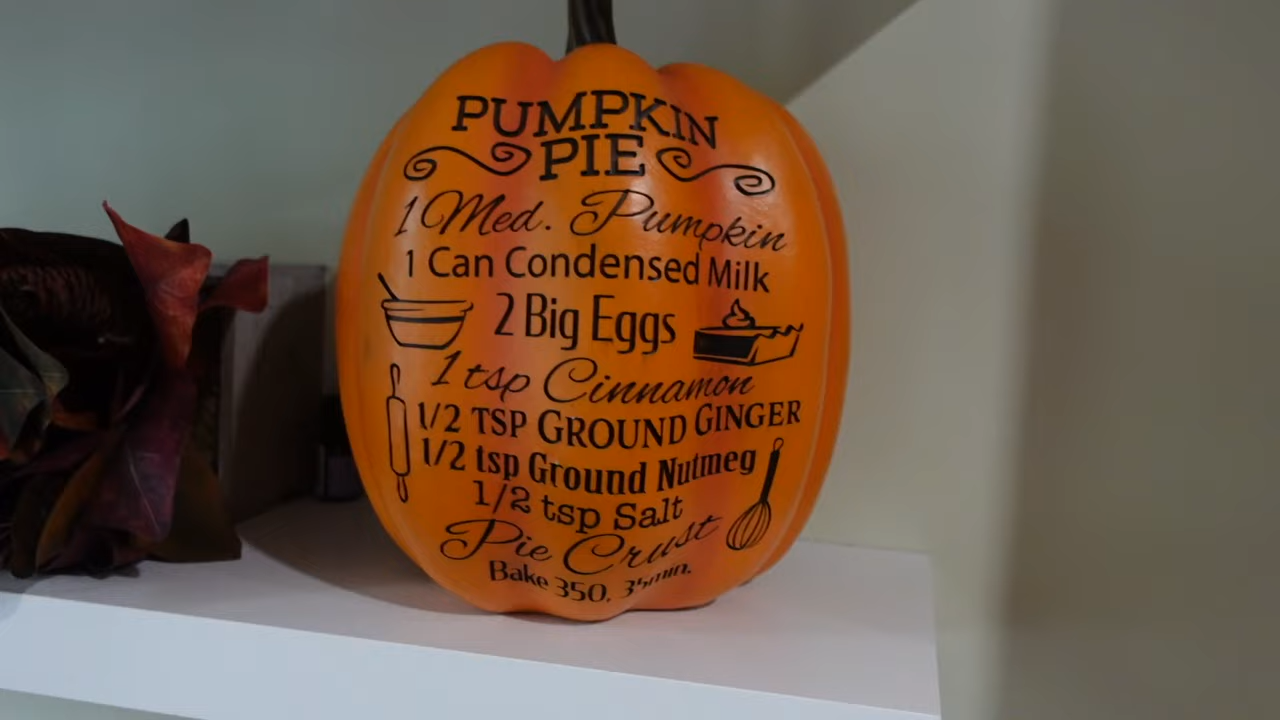 PUMPKIN
PIE
1 Med. Pumpkin
1 Can Condensed Milk
2 Big Eggs
1 tsp Cinnamon
1/2 TSP GROUND GINGER
1/2 tsp Ground Nutmeg
1/2 tsp Salt
Pie Crust
Bake 350, 35min.